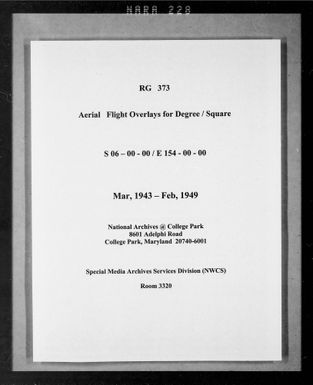 NARA 228
RG 373
Aerial Flight Overlays for Degree / Square
S 06 – 00 - 00 / E 154 - 00 - 00
Mar, 1943 – Feb, 1949
National Archives @ College Park
8601 Adelphi Road
College Park, Maryland 20740-6001
Special Media Archives Services Division (NWCS)
Room 3320